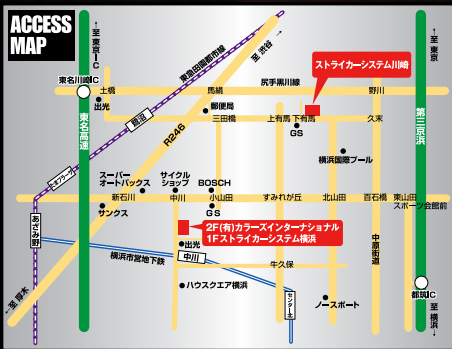 ACCESS
MAP
←至東京IC
至渋谷→
←至東京
東急田園都市線
ストライカーシステム川崎
東名川崎IC
土橋
馬絹
尻手黒川線
野川
出光
郵便局
鷺沼
三田橋
上有馬
下有馬
久末
GS
東名高速
R246
第三京浜
横浜国際プール
たまプラーザ
スーパー
オートバックス
サイクル
ショップ
BOSCH
新石川
中川
小山田
すみれが丘
北山田
百石橋
東山田
スポーツ会館前
サンクス
GS
あざみ野
2F(有)カラーズインターナショナル
1Fストライカーシステム横浜
出光
中川
横浜市営地下鉄
牛久保
中原街道
ハウスクエア横浜
センター北
ノースポート
都筑IC
←至厚木
至横浜→